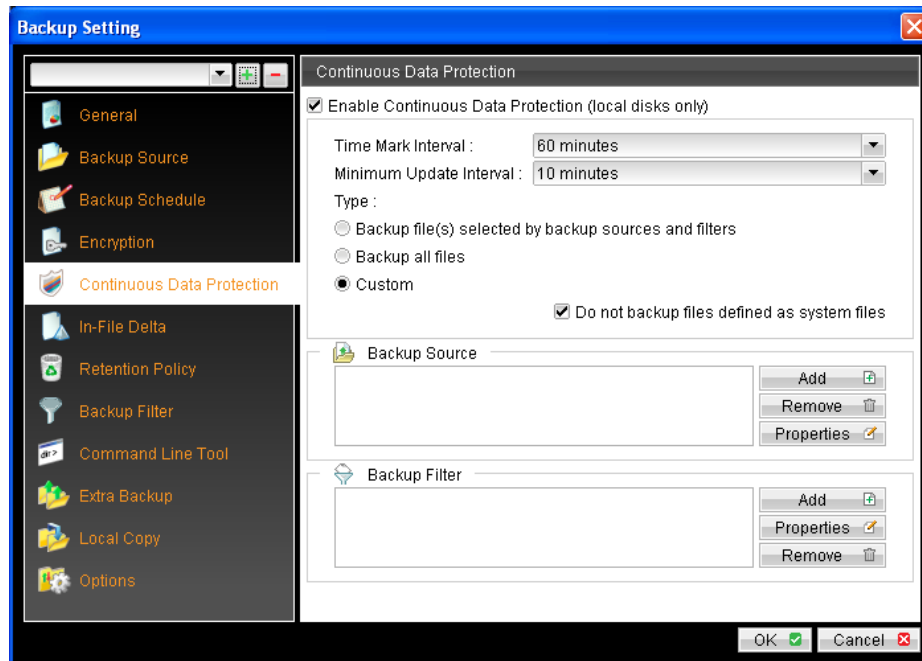 Backup Setting
General
Backup Source
Backup Schedule
Encryption
Continuous Data Protection
In-File Delta
Retention Policy
Backup Filter
Command Line Tool
Extra Backup
Local Copy
Options
Continuous Data Protection
Enable Continuous Data Protection (local disks only)
Time Mark Interval : 60 minutes
Minimum Update Interval : 10 minutes
Type :
Backup file(s) selected by backup sources and filters
Backup all files
Custom
Do not backup files defined as system files
Backup Source
Add
Remove
Properties
Backup Filter
Add
Properties
Remove
OK Cancel